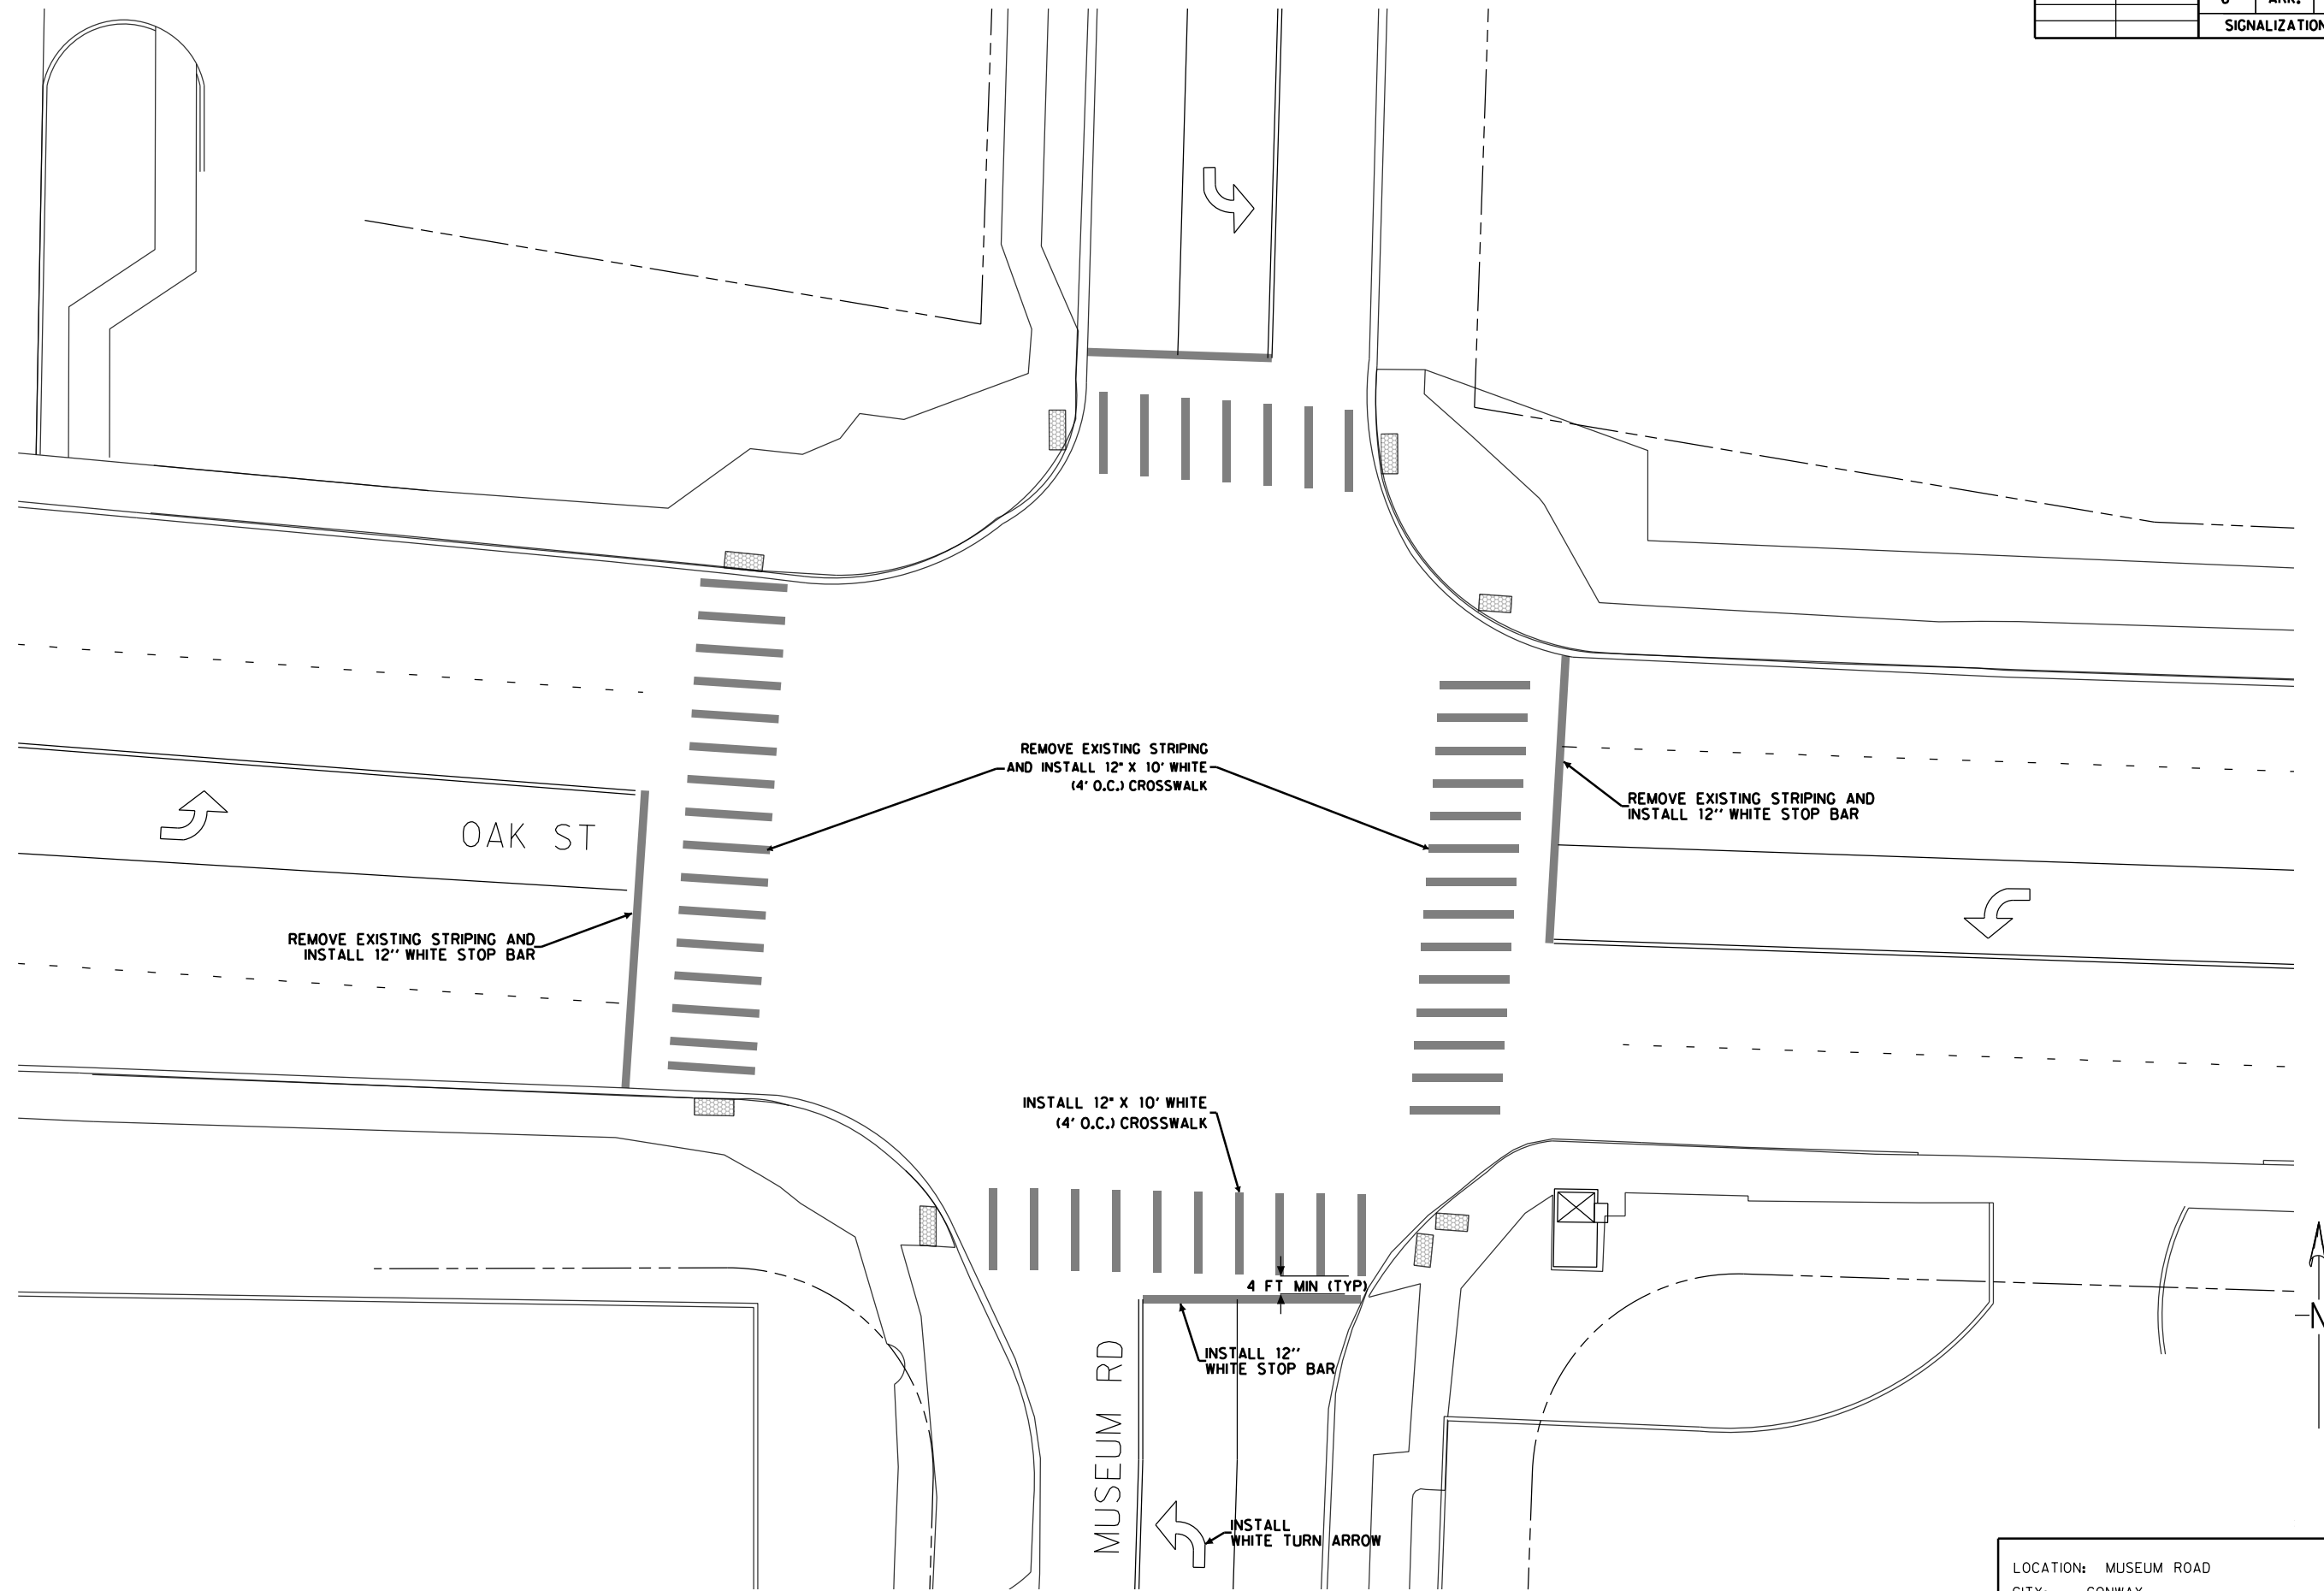 SIGNALIZATION
REMOVE EXISTING STRIPING
AND INSTALL 12" X 10' WHITE
(4' O.C.) CROSSWALK
REMOVE EXISTING STRIPING AND
INSTALL 12'' WHITE STOP BAR
OAK ST
REMOVE EXISTING STRIPING AND
INSTALL 12'' WHITE STOP BAR
INSTALL 12" X 10' WHITE
(4' O.C.) CROSSWALK
4 FT MIN (TYP)
INSTALL 12''
WHITE STOP BAR
MUSEUM RD
INSTALL
WHITE TURN ARROW
N
LOCATION: MUSEUM ROAD